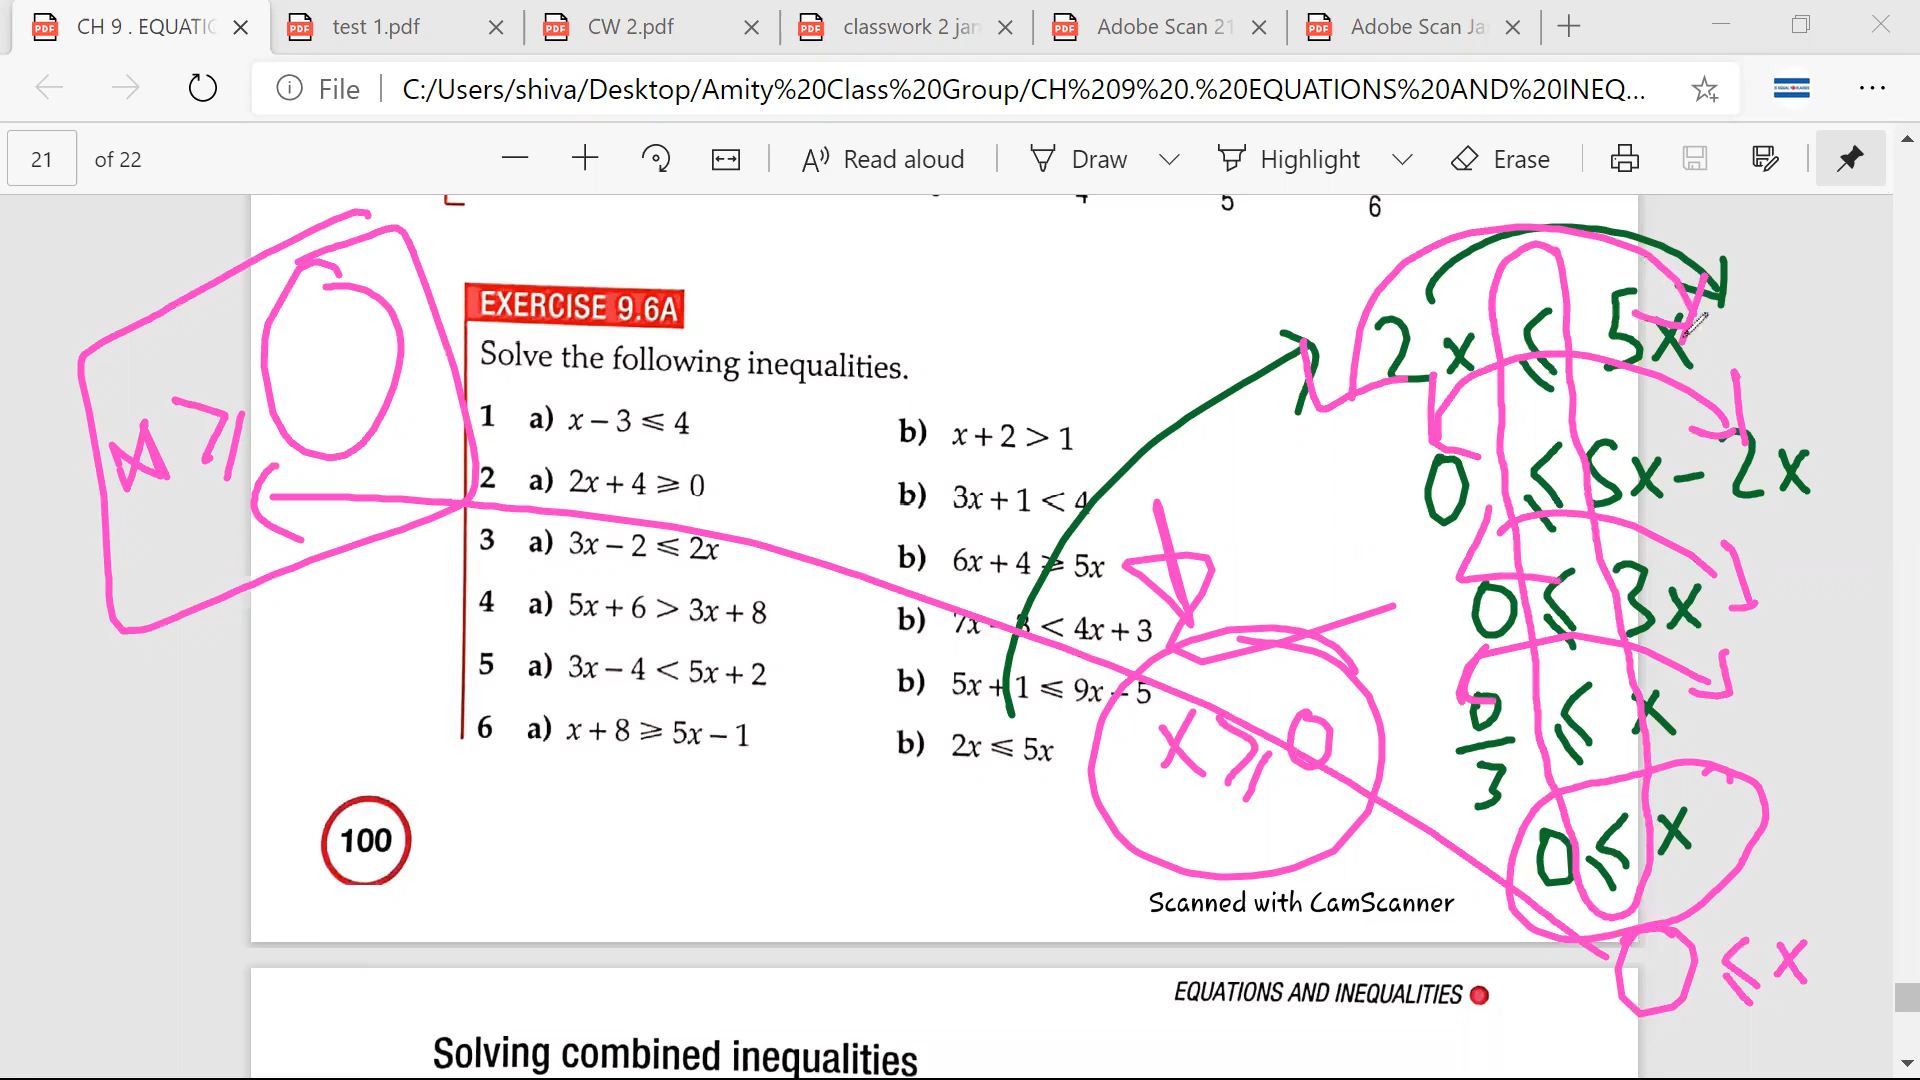 CH 9 . EQUATIO
test 1.pdf
CW 2.pdf
classwork 2 jan
Adobe Scan 21
Adobe Scan Ja
File
C:/Users/shiva/Desktop/Amity%20Class%20Group/CH%209%20.%20EQUATIONS%20AND%20INEQ...
21 of 22
Read aloud
Draw
Highlight
Erase
5
6
EXERCISE 9.6A
Solve the following inequalities.
1 a) x – 3 ⩽ 4 b) x + 2 > 1
2 a) 2x + 4 ⩾ 0 b) 3x + 1 < 4
3 a) 3x – 2 ⩽ 2x b) 6x + 4 ⩾ 5x
4 a) 5x + 6 > 3x + 8 b) 7x – 3 < 4x + 3
5 a) 3x – 4 < 5x + 2 b) 5x + 1 ⩽ 9x – 5
6 a) x + 8 ⩾ 5x – 1 b) 2x ⩽ 5x
100
2x ⩽ 5x
0 ⩽ 5x – 2x
0 ⩽ 3x
0/3 ⩽ x
0 ⩽ x
0 ⩽ x
x ⩾ 0
x ⩾ 0
Scanned with CamScanner
EQUATIONS AND INEQUALITIES
Solving combined inequalities